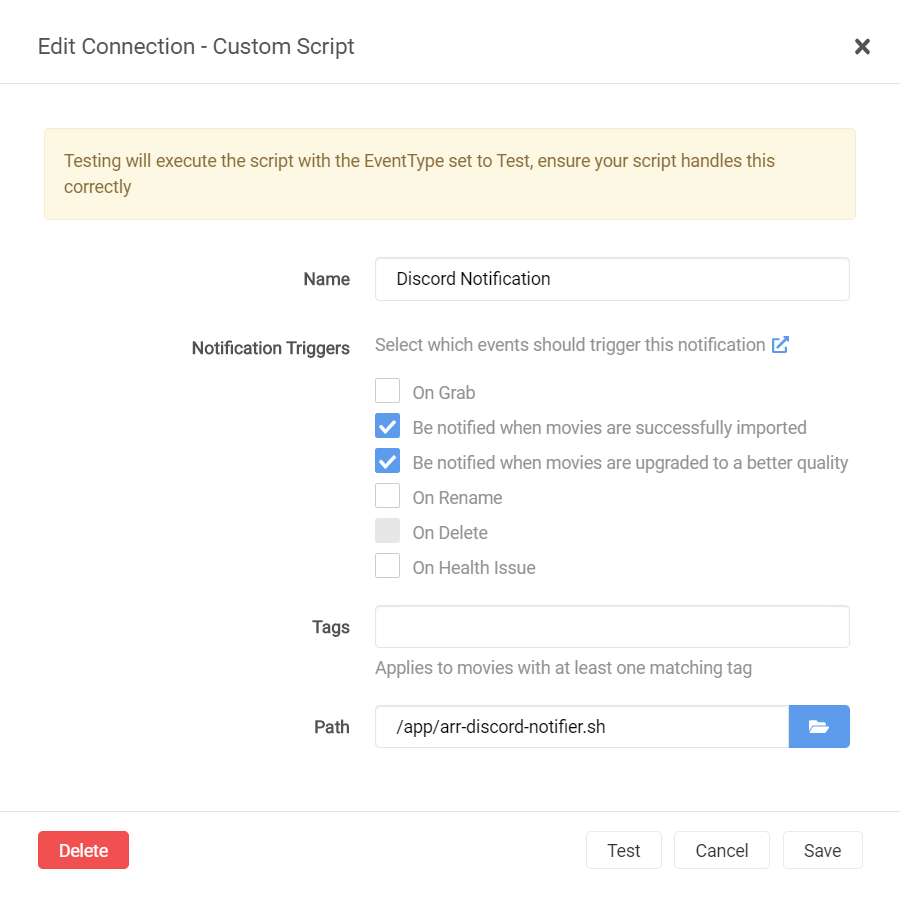 Edit Connection - Custom Script
Testing will execute the script with the EventType set to Test, ensure your script handles this
correctly
Name
Discord Notification
Notification Triggers
Select which events should trigger this notification
On Grab
Be notified when movies are successfully imported
Be notified when movies are upgraded to a better quality
On Rename
On Delete
On Health Issue
Tags
Applies to movies with at least one matching tag
Path
/app/arr-discord-notifier.sh
Delete
Test
Cancel
Save